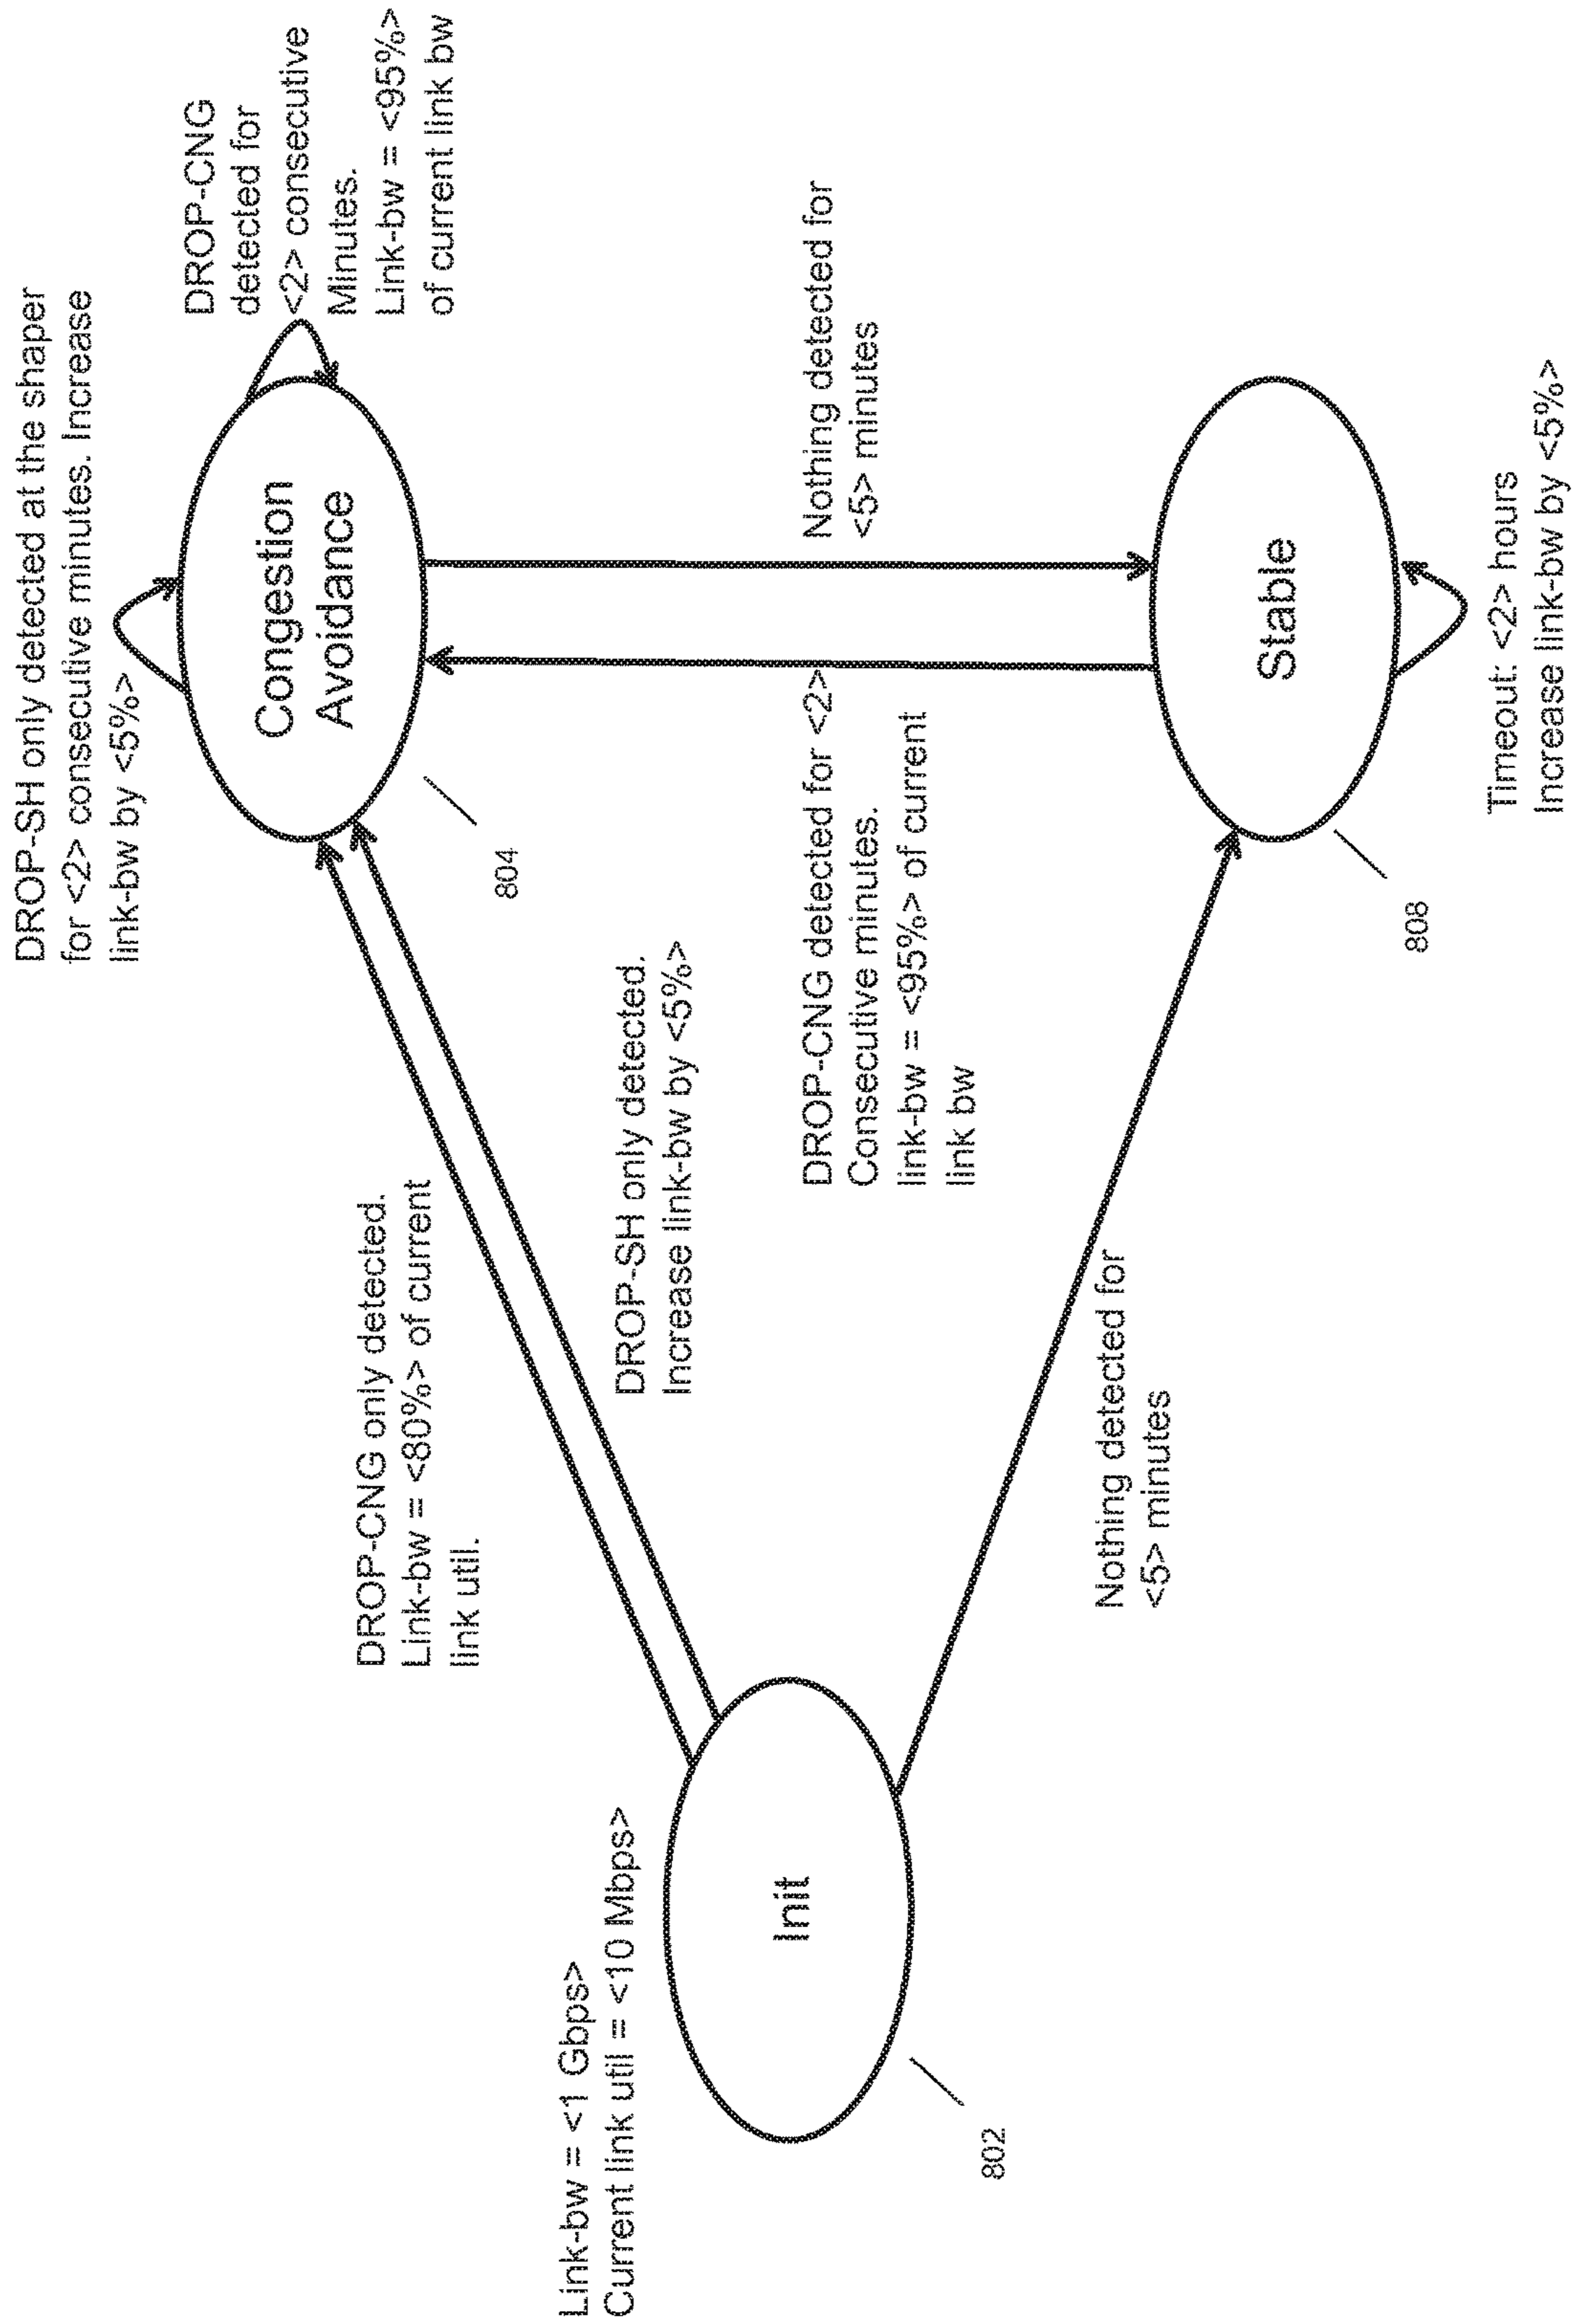 DROP-SH only detected at the shaper
for <2> consecutive minutes. Increase
link-bw by <5%>
DROP-CNG
detected for
<2> consecutive
Minutes.
Link-bw = <95%>
of current link bw
Congestion
Avoidance
804
DROP-CNG only detected.
Link-bw = <80%> of current
link util.
DROP-SH only detected.
Increase link-bw by <5%>
Link-bw = <1 Gbps>
Current link util = <10 Mbps>
Init
802
DROP-CNG detected for <2>
Consecutive minutes.
link-bw = <95%> of current
link bw
Nothing detected for
<5> minutes
Nothing detected for
<5> minutes
Stable
808
Timeout: <2> hours
Increase link-bw by <5%>